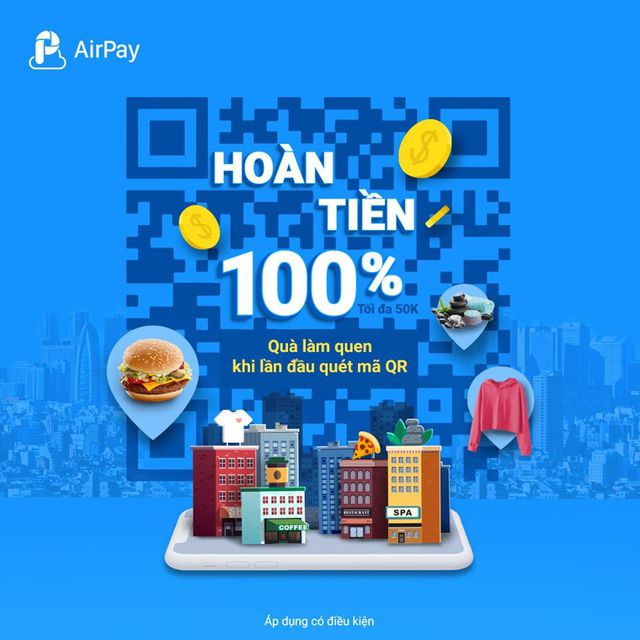 AirPay
HOÀN
TIỀN
100%
Tối đa 50K
Quà làm quen
khi lần đầu quét mã QR
COFFEE
RESTAURANT
SPA
Áp dụng có điều kiện